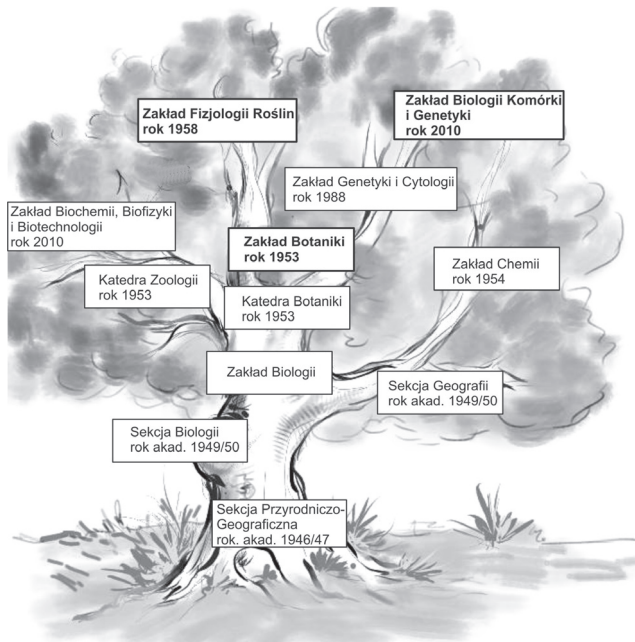 Zakład Fizjologii Roślin
rok 1958
Zakład Biologii Komórki
i Genetyki
rok 2010
Zakład Genetyki i Cytologii
rok 1988
Zakład Biochemii, Biofizyki
i Biotechnologii
rok 2010
Zakład Botaniki
rok 1953
Zakład Chemii
rok 1954
Katedra Zoologii
rok 1953
Katedra Botaniki
rok 1953
Zakład Biologii
Sekcja Geografii
rok akad. 1949/50
Sekcja Biologii
rok akad. 1949/50
Sekcja Przyrodniczo-
Geograficzna
rok. akad. 1946/47